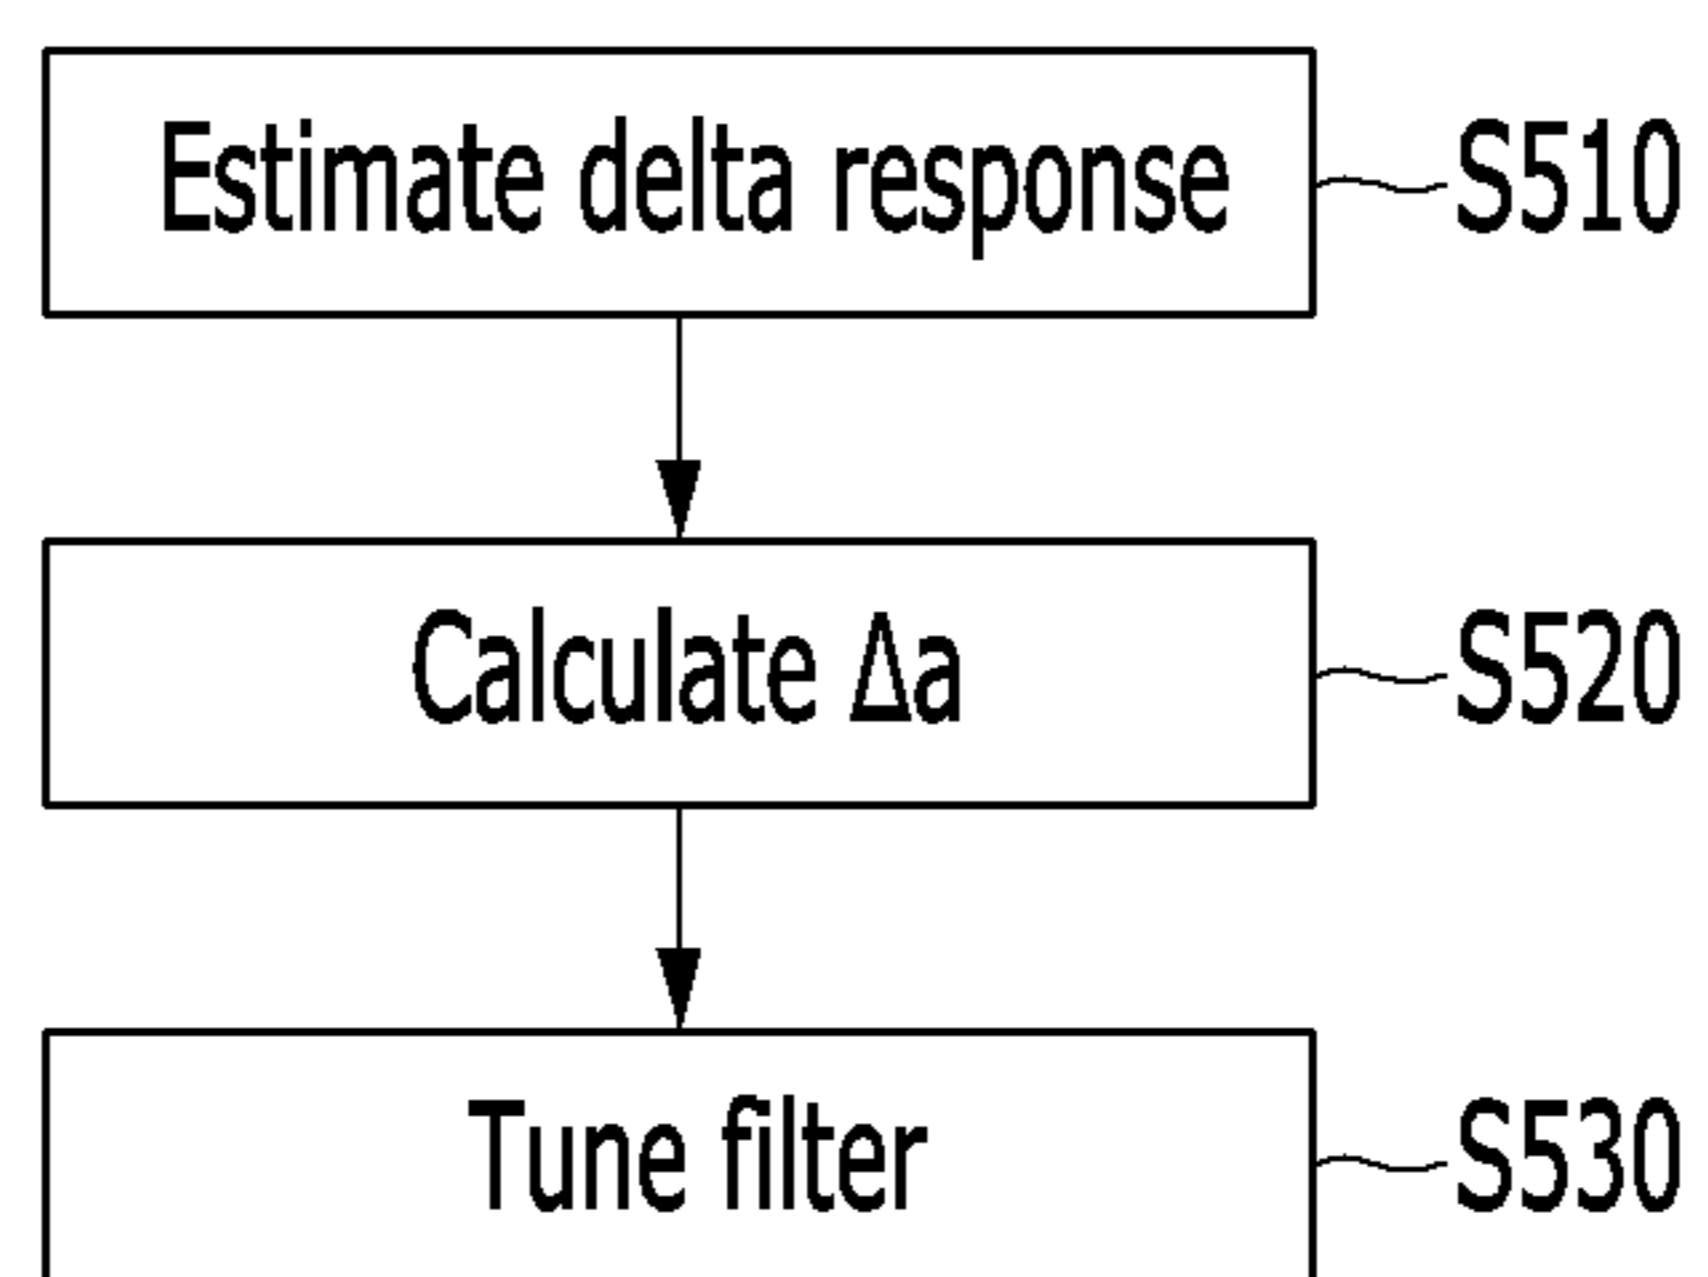 Estimate delta response S510
Calculate Δa S520
Tune filter S530